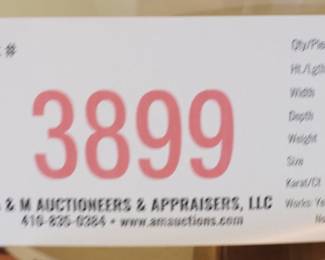 #
3899
& M AUCTIONEERS & APPRAISERS, LLC
410-835-0384 • www.amauctions.com
Qty/Pie
Ht./Lgth
Width
Depth
Weight
Size
Karat/Ct
Works: Ye